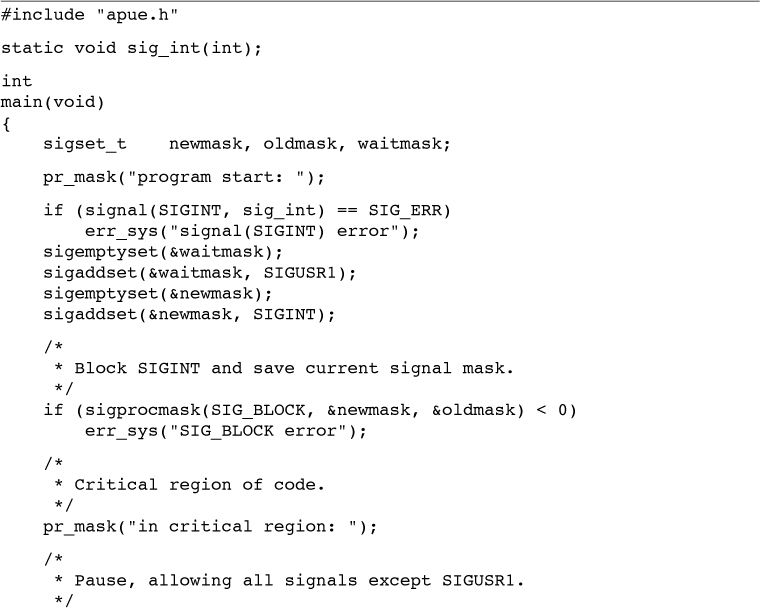 #include "apue.h"
static void sig_int(int);
int
main(void)
{
    sigset_t    newmask, oldmask, waitmask;
    pr_mask("program start: ");
    if (signal(SIGINT, sig_int) == SIG_ERR)
        err_sys("signal(SIGINT) error");
    sigemptyset(&waitmask);
    sigaddset(&waitmask, SIGUSR1);
    sigemptyset(&newmask);
    sigaddset(&newmask, SIGINT);
    /*
     * Block SIGINT and save current signal mask.
     */
    if (sigprocmask(SIG_BLOCK, &newmask, &oldmask) < 0)
        err_sys("SIG_BLOCK error");
    /*
     * Critical region of code.
     */
    pr_mask("in critical region: ");
    /*
     * Pause, allowing all signals except SIGUSR1.
     */